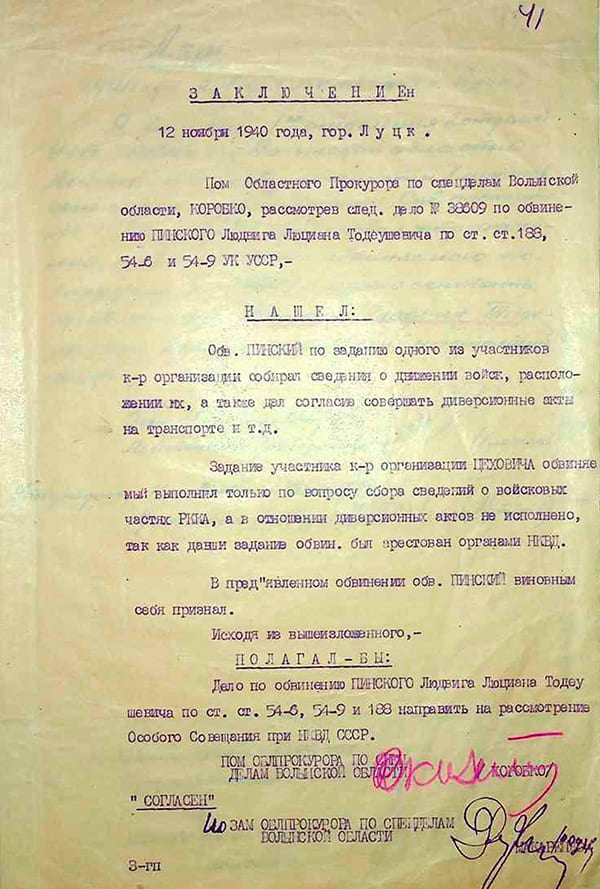 41
ЗАКЛЮЧЕНИЕн
12 ноября 1940 года, гор. Луцк.
Пом Областного Прокурора по спецделам Волынской
области, КОРОБКО, рассмотрев след. дело № 38609 по обвине-
нию ПИНСКОГО Людвига Люциана Тодеушевича по ст. ст.188,
54-6 и 54-9 УК УССР,-
НАШЕЛ:
Обв. ПИНСКИЙ по заданию одного из участников
к-р организации собирал сведения о движении войск, располо-
жении их, а также дал согласие совершать диверсионные акты
на транспорте и т.д.
Задание участника к-р организации ЦЕХОВИЧА обвиняе
мый выполнил только по вопросу сбора сведений о войсковых
частях РККА, а в отношении диверсионных актов не исполнено,
так как давши задание обвин. был арестован органами НКВД.
В пред"явленном обвинении обв. ПИНСКИЙ виновным
себя признал.
Исходя из вышеизложенного,-
ПОЛАГАЛ-БЫ:
Дело по обвинению ПИНСКОГО Людвига Люциана Тодеу
шевича по ст. ст. 54-6, 54-9 и 188 направить на рассмотрение
Особого Совещания при НКВД СССР.
ПОМ ОБЛПРОКУРОРА ПО
ДЕЛАМ ВОЛЫНСКОЙ ОБЛАСТИ КОРОБКО/
"СОГЛАСЕН"
ЗАМ ОБЛПРОКУРОРА ПО СПЕЦДЕЛАМ
ВОЛЫНСКОЙ ОБЛАСТИ
3-гп